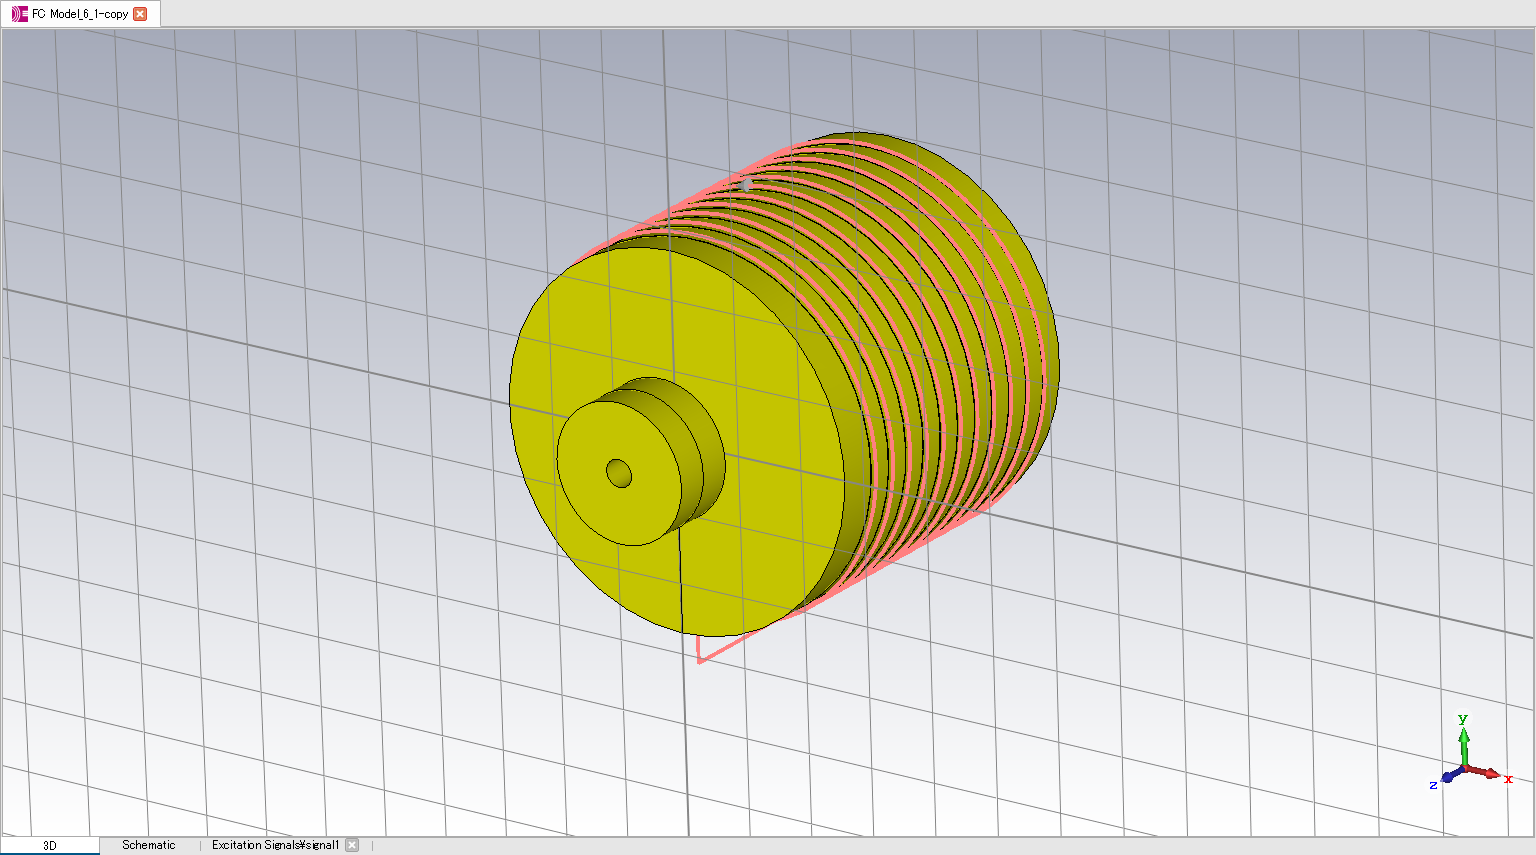 FC Model_6_1-copy
y
x
z
3D
Schematic
Excitation Signals¥signal1